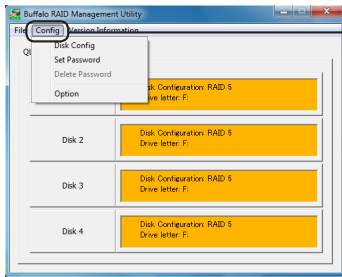 Buffalo RAID Management Utility
File Config Version Information
Disk Config
Set Password
Delete Password
Option
Disk Configuration: RAID 5
Drive letter: F:
Disk 2
Disk Configuration: RAID 5
Drive letter: F:
Disk 3
Disk Configuration: RAID 5
Drive letter: F:
Disk 4
Disk Configuration: RAID 5
Drive letter: F: